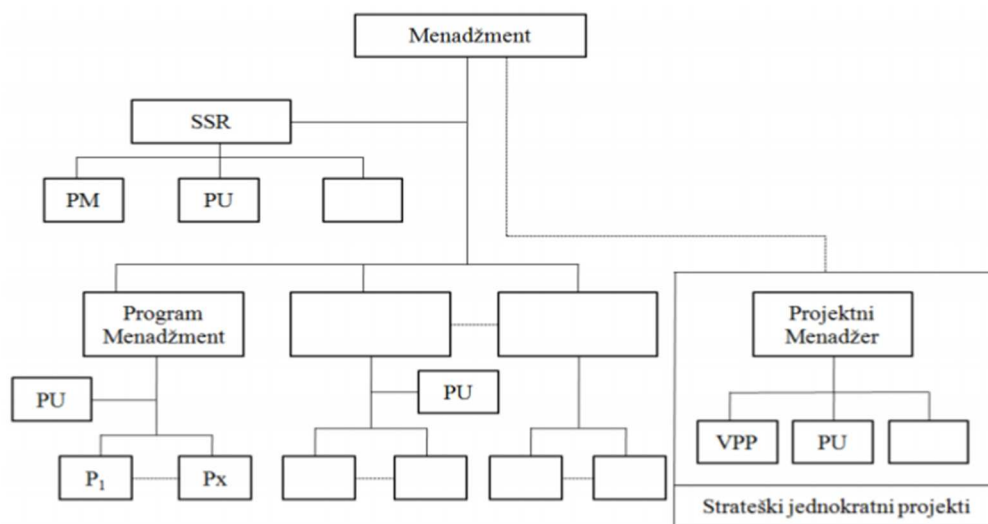 Menadžment
SSR
PM
PU
Program
Menadžment
Projektni
Menadžer
PU
PU
VPP
PU
P₁
Px
Strateški jednokratni projekti